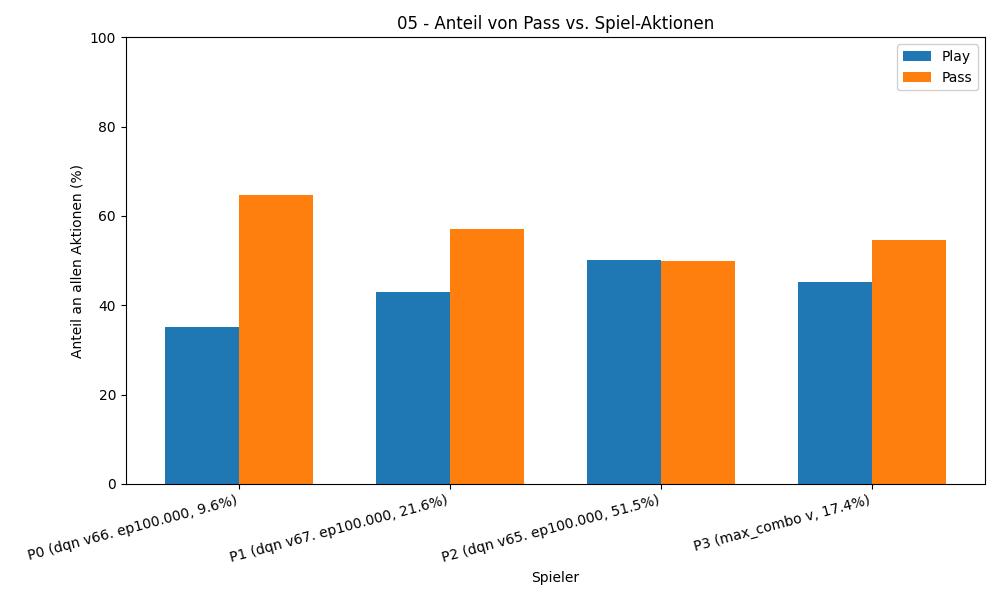 05 - Anteil von Pass vs. Spiel-Aktionen
Play
Pass
Anteil an allen Aktionen (%)
100
80
60
40
20
0
P0 (dqn v66. ep100.000, 9.6%)
P1 (dqn v67. ep100.000, 21.6%)
P2 (dqn v65. ep100.000, 51.5%)
P3 (max_combo v, 17.4%)
Spieler